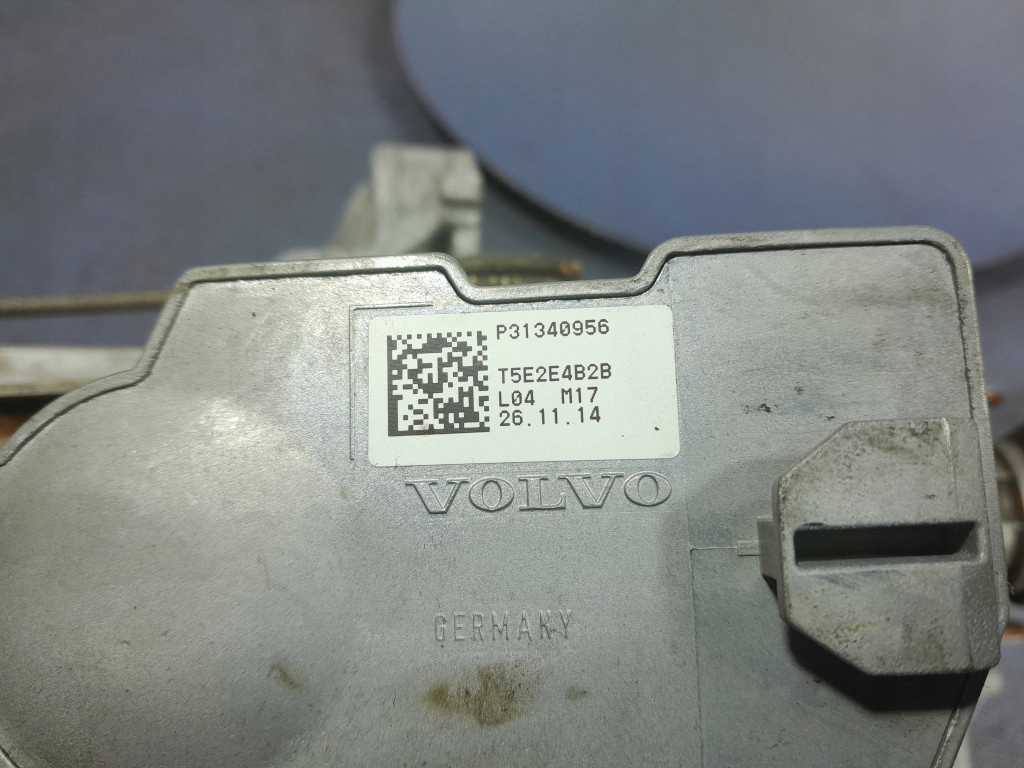 P31340956
T5E2E4B2B
L04 M17
26.11.14
VOLVO
GERMANY